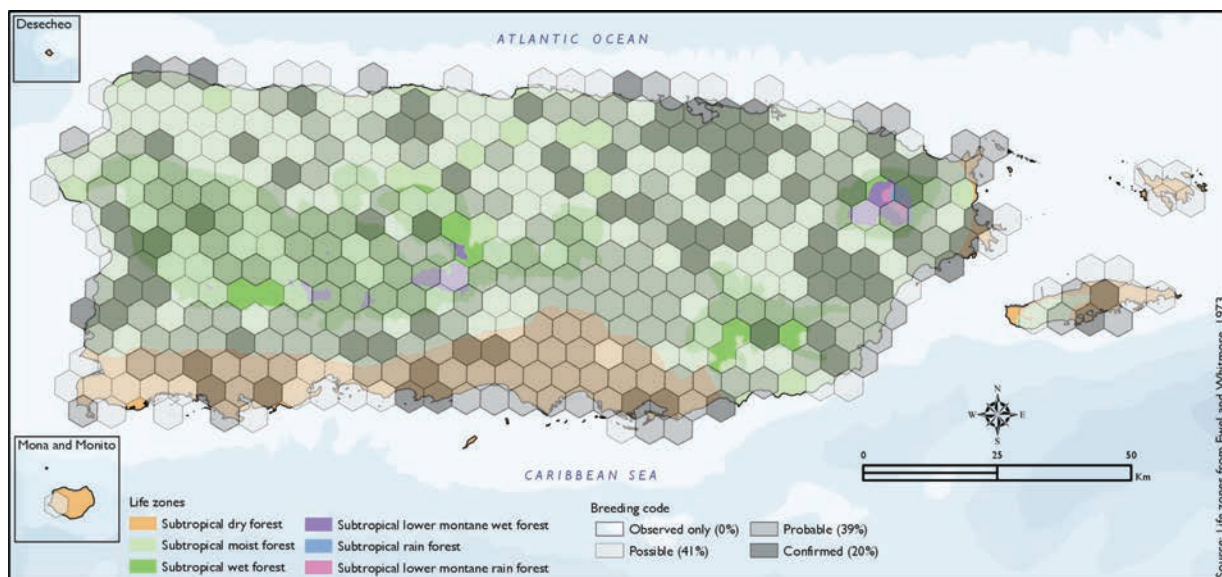 Desecheo
ATLANTIC OCEAN
Mona and Monito
CARIBBEAN SEA
N
W
E
S
0
25
50
Km
Life zones
Subtropical dry forest
Subtropical moist forest
Subtropical wet forest
Subtropical lower montane wet forest
Subtropical rain forest
Subtropical lower montane rain forest
Breeding code
Observed only (0%)
Possible (41%)
Probable (39%)
Confirmed (20%)
Source: Life zones from Ewel and Whitmore, 1973